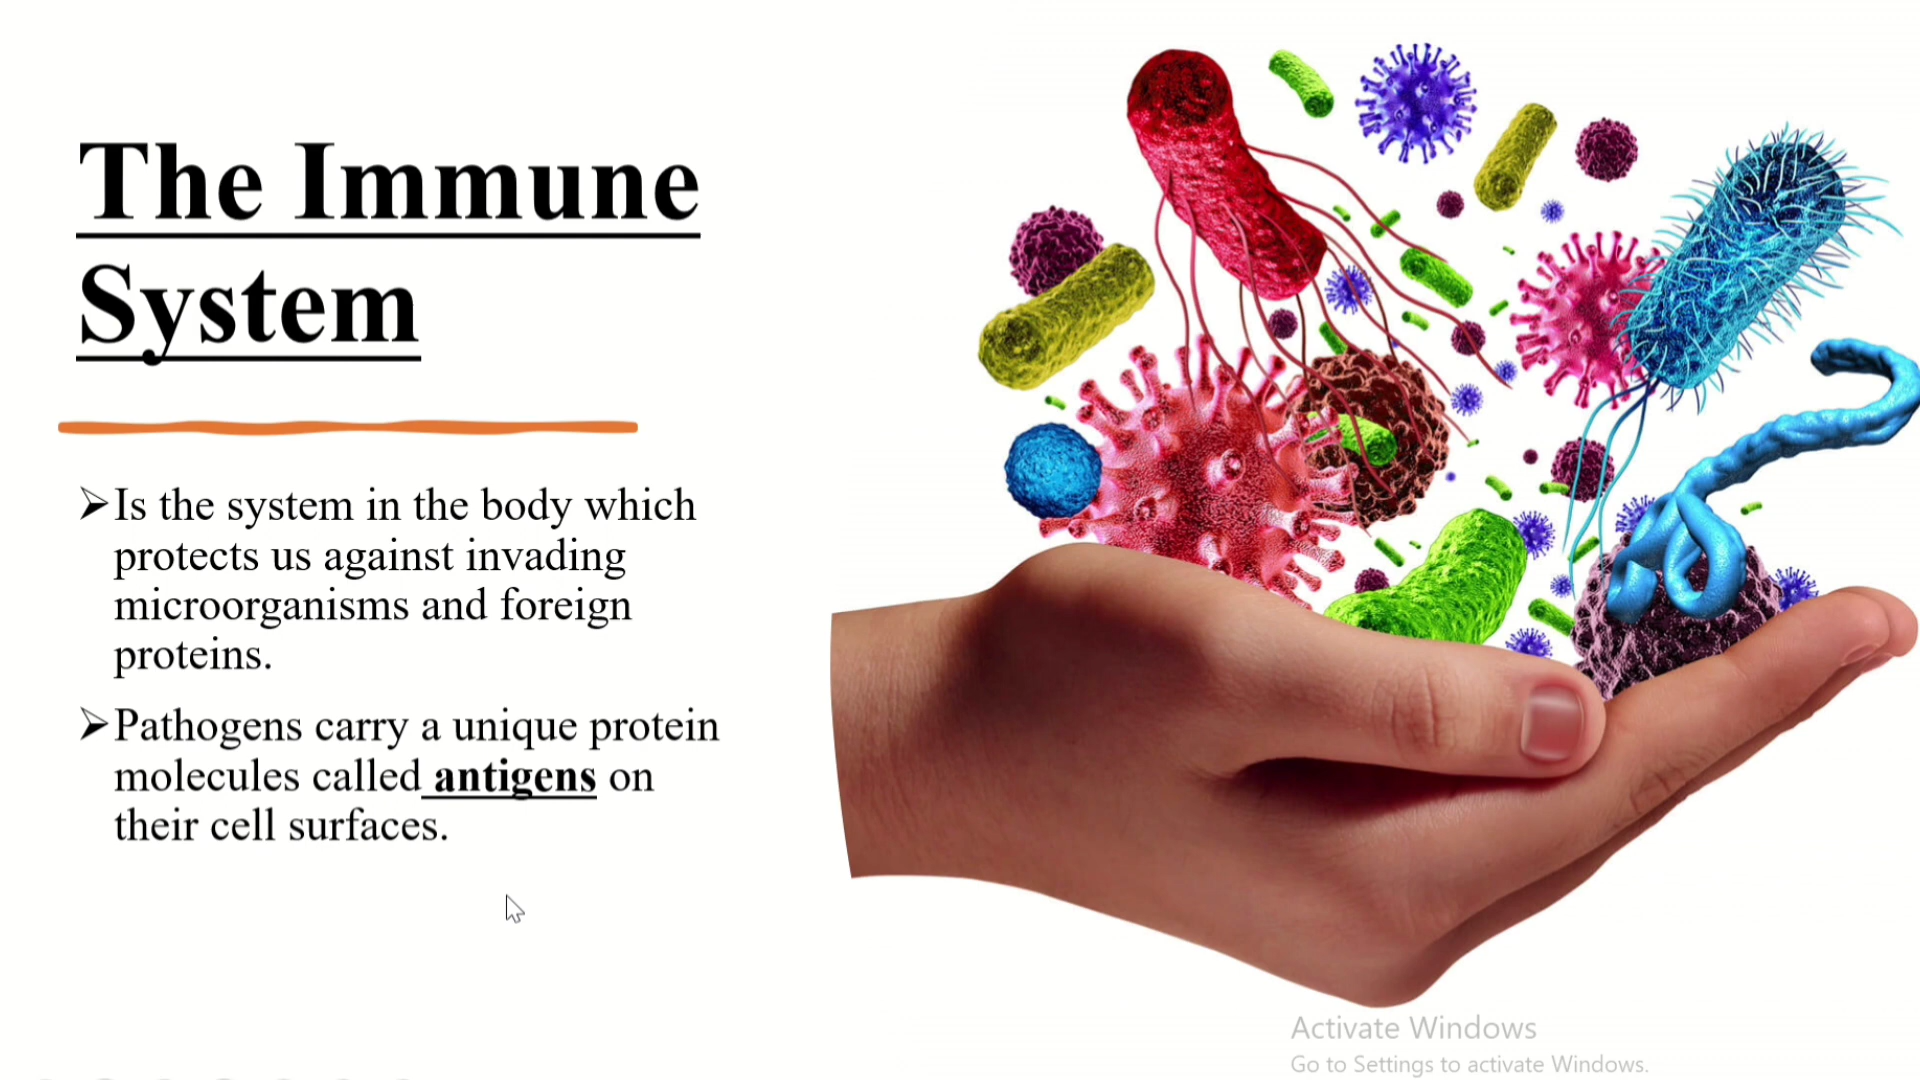 The Immune
System
➢Is the system in the body which
protects us against invading
microorganisms and foreign
proteins.
➢Pathogens carry a unique protein
molecules called antigens on
their cell surfaces.
Activate Windows
Go to Settings to activate Windows.